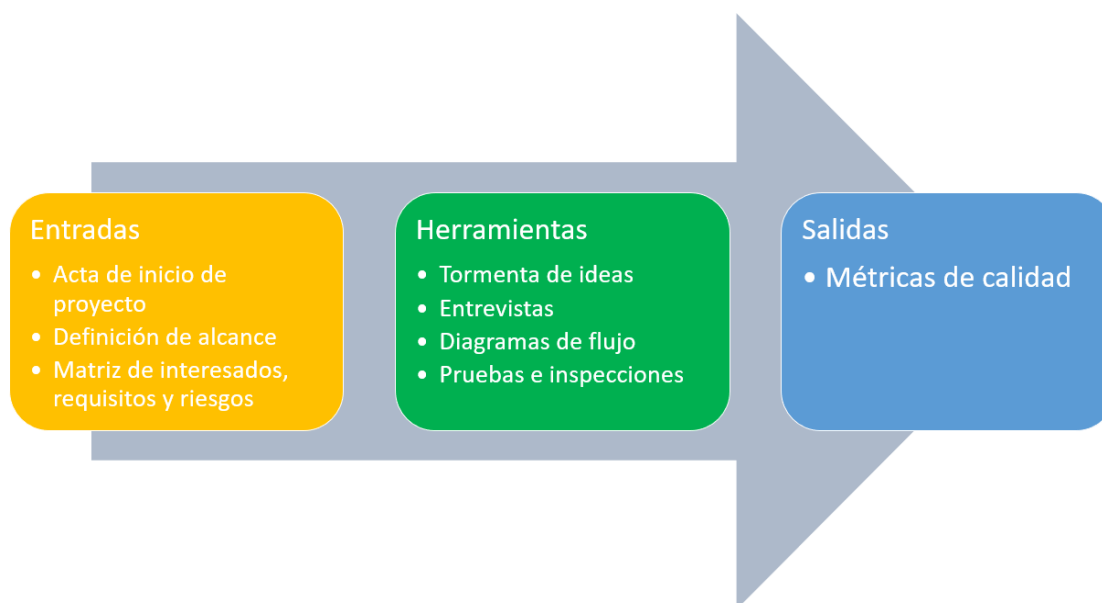 Entradas
• Acta de inicio de
proyecto
• Definición de alcance
• Matriz de interesados,
requisitos y riesgos
Herramientas
• Tormenta de ideas
• Entrevistas
• Diagramas de flujo
• Pruebas e inspecciones
Salidas
• Métricas de calidad